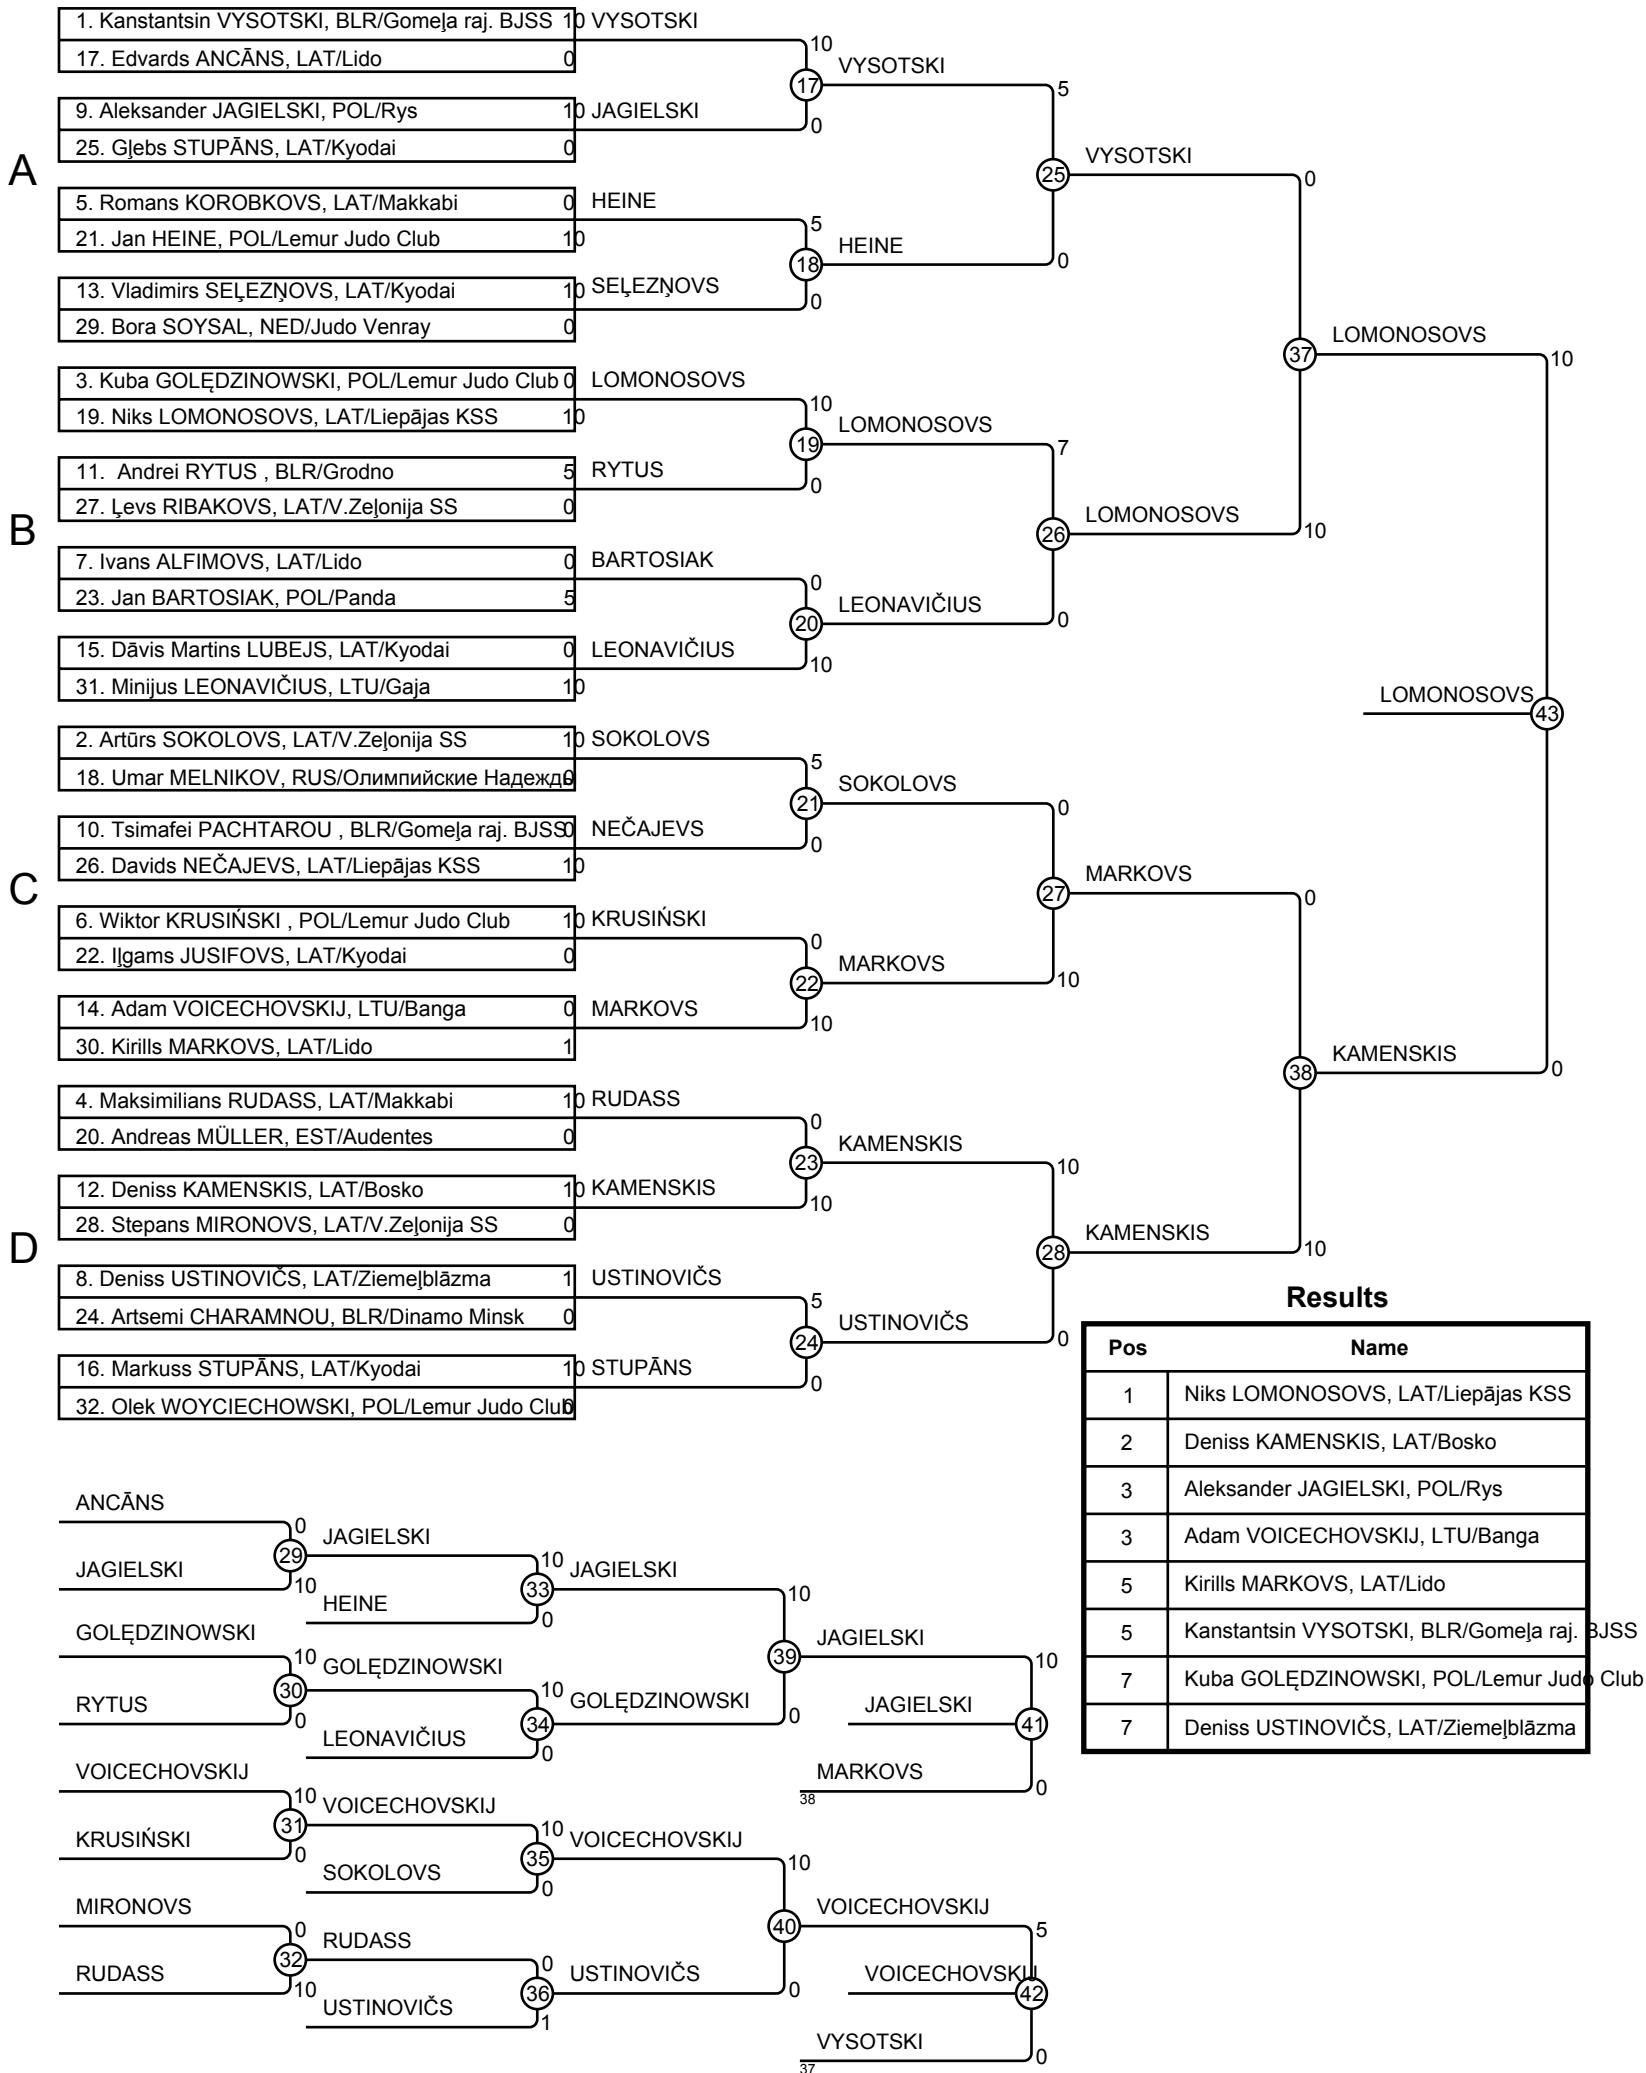 1. Kanstantsin VYSOTSKI, BLR/Gomeļa raj. BJSS 10 VYSOTSKI
10
17. Edvards ANCĀNS, LAT/Lido 0
17 VYSOTSKI
5
9. Aleksander JAGIELSKI, POL/Rys 10 JAGIELSKI
0
25. Gļebs STUPĀNS, LAT/Kyodai 0
A
25 VYSOTSKI
0
5. Romans KOROBKOVS, LAT/Makkabi 0 HEINE
5
21. Jan HEINE, POL/Lemur Judo Club 10
18 HEINE
0
13. Vladimirs SEĻEZŅOVS, LAT/Kyodai 10 SEĻEZŅOVS
0
29. Bora SOYSAL, NED/Judo Venray 0
37 LOMONOSOVS
10
3. Kuba GOLĘDZINOWSKI, POL/Lemur Judo Club 0 LOMONOSOVS
10
19. Niks LOMONOSOVS, LAT/Liepājas KSS 10
19 LOMONOSOVS
7
11. Andrei RYTUS , BLR/Grodno 5 RYTUS
0
27. Ļevs RIBAKOVS, LAT/V.Zeļonija SS 0
B
26 LOMONOSOVS
10
7. Ivans ALFIMOVS, LAT/Lido 0 BARTOSIAK
0
23. Jan BARTOSIAK, POL/Panda 5
20 LEONAVIČIUS
0
15. Dāvis Martins LUBEJS, LAT/Kyodai 0 LEONAVIČIUS
10
31. Minijus LEONAVIČIUS, LTU/Gaja 10
LOMONOSOVS 43
2. Artūrs SOKOLOVS, LAT/V.Zeļonija SS 10 SOKOLOVS
5
18. Umar MELNIKOV, RUS/Олимпийские Надежды 0
21 SOKOLOVS
0
10. Tsimafei PACHTAROU , BLR/Gomeļa raj. BJSS 0 NEČAJEVS
0
26. Davids NEČAJEVS, LAT/Liepājas KSS 10
C
27 MARKOVS
0
6. Wiktor KRUSIŃSKI , POL/Lemur Judo Club 10 KRUSIŃSKI
0
22. Iļgams JUSIFOVS, LAT/Kyodai 0
22 MARKOVS
10
14. Adam VOICECHOVSKIJ, LTU/Banga 0 MARKOVS
10
30. Kirills MARKOVS, LAT/Lido 1
38 KAMENSKIS
0
4. Maksimilians RUDASS, LAT/Makkabi 10 RUDASS
0
20. Andreas MÜLLER, EST/Audentes 0
23 KAMENSKIS
10
12. Deniss KAMENSKIS, LAT/Bosko 10 KAMENSKIS
10
28. Stepans MIRONOVS, LAT/V.Zeļonija SS 0
D
28 KAMENSKIS
10
8. Deniss USTINOVIČS, LAT/Ziemeļblāzma 1 USTINOVIČS
5
24. Artsemi CHARAMNOU, BLR/Dinamo Minsk 0
24 USTINOVIČS
0
16. Markuss STUPĀNS, LAT/Kyodai 10 STUPĀNS
0
32. Olek WOYCIECHOWSKI, POL/Lemur Judo Club 0
Results
Pos Name
1 Niks LOMONOSOVS, LAT/Liepājas KSS
2 Deniss KAMENSKIS, LAT/Bosko
3 Aleksander JAGIELSKI, POL/Rys
3 Adam VOICECHOVSKIJ, LTU/Banga
5 Kirills MARKOVS, LAT/Lido
5 Kanstantsin VYSOTSKI, BLR/Gomeļa raj. BJSS
7 Kuba GOLĘDZINOWSKI, POL/Lemur Judo Club
7 Deniss USTINOVIČS, LAT/Ziemeļblāzma
ANCĀNS
0
29 JAGIELSKI
10
JAGIELSKI
10
33 JAGIELSKI
10
HEINE
0
GOLĘDZINOWSKI
10
39 JAGIELSKI
10
30 GOLĘDZINOWSKI
10
RYTUS
0
34 GOLĘDZINOWSKI
0
LEONAVIČIUS
0
JAGIELSKI 41
VOICECHOVSKIJ
10
MARKOVS
0
38
31 VOICECHOVSKIJ
10
KRUSIŃSKI
0
35 VOICECHOVSKIJ
10
SOKOLOVS
0
MIRONOVS
0
40 VOICECHOVSKIJ
5
32 RUDASS
0
RUDASS
10
36 USTINOVIČS
0
USTINOVIČS
1
VOICECHOVSKIJ 42
VYSOTSKI
0
37